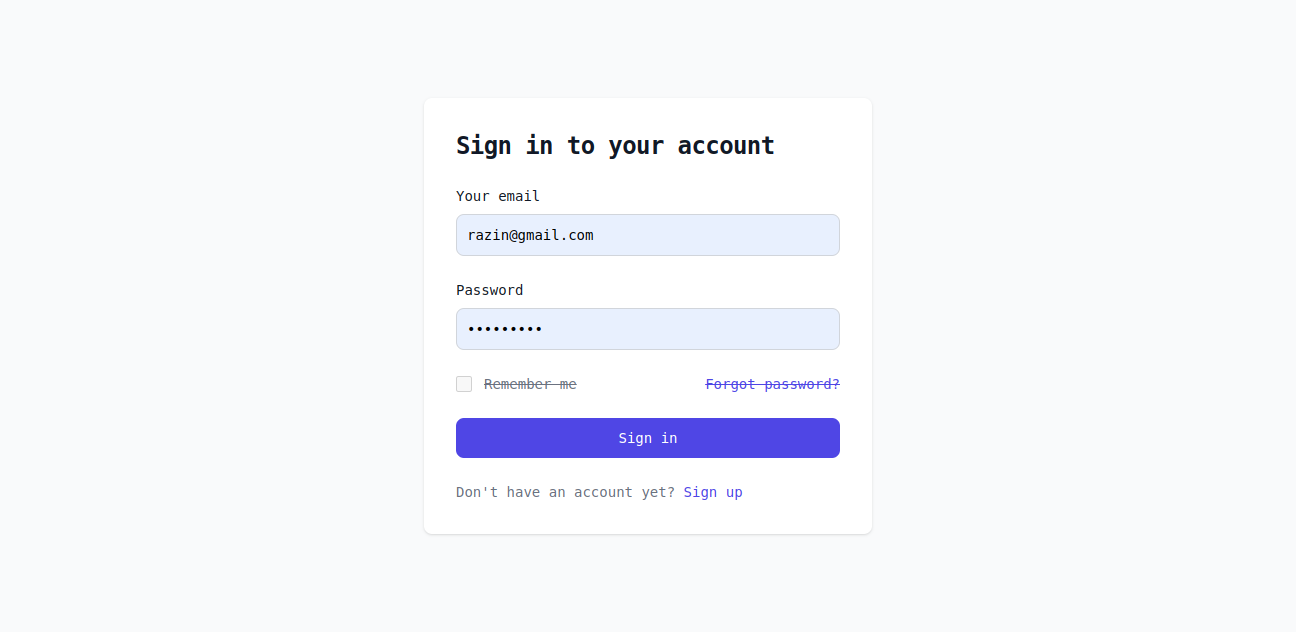 Sign in to your account
Your email
razin@gmail.com
Password
•••••••••
Remember me Forgot password?
Sign in
Don't have an account yet? Sign up